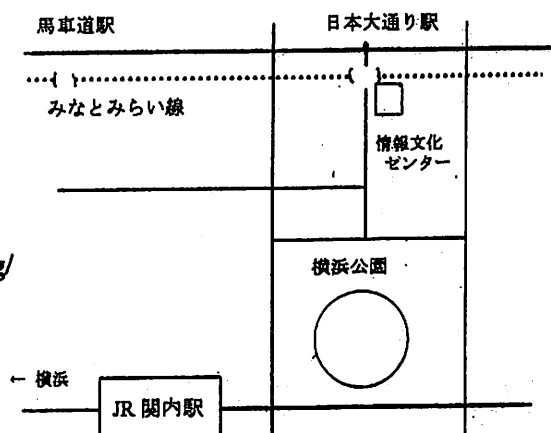 馬車道駅
日本大通り駅
みなとみらい線
情報文化
センター
g/
横浜公園
← 横浜
JR 関内駅